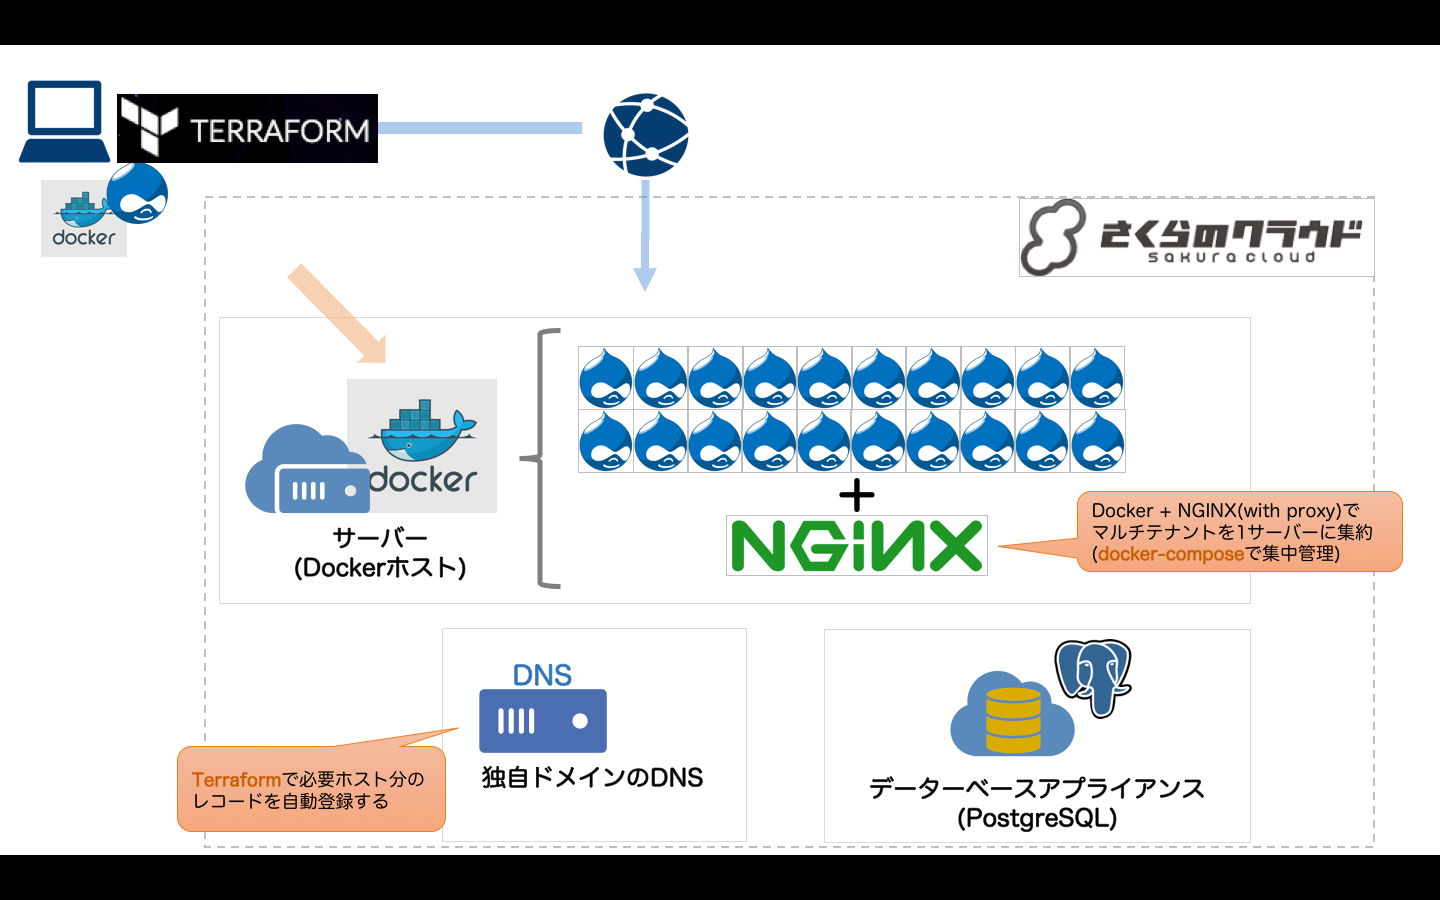 TERRAFORM
docker
さくらのクラウド
sakura cloud
docker
サーバー
(Dockerホスト)
+
NGINX
Docker + NGINX(with proxy)で
マルチテナントを1サーバーに集約
(docker-composeで集中管理)
DNS
独自ドメインのDNS
Terraformで必要ホスト分の
レコードを自動登録する
データーベースアプライアンス
(PostgreSQL)